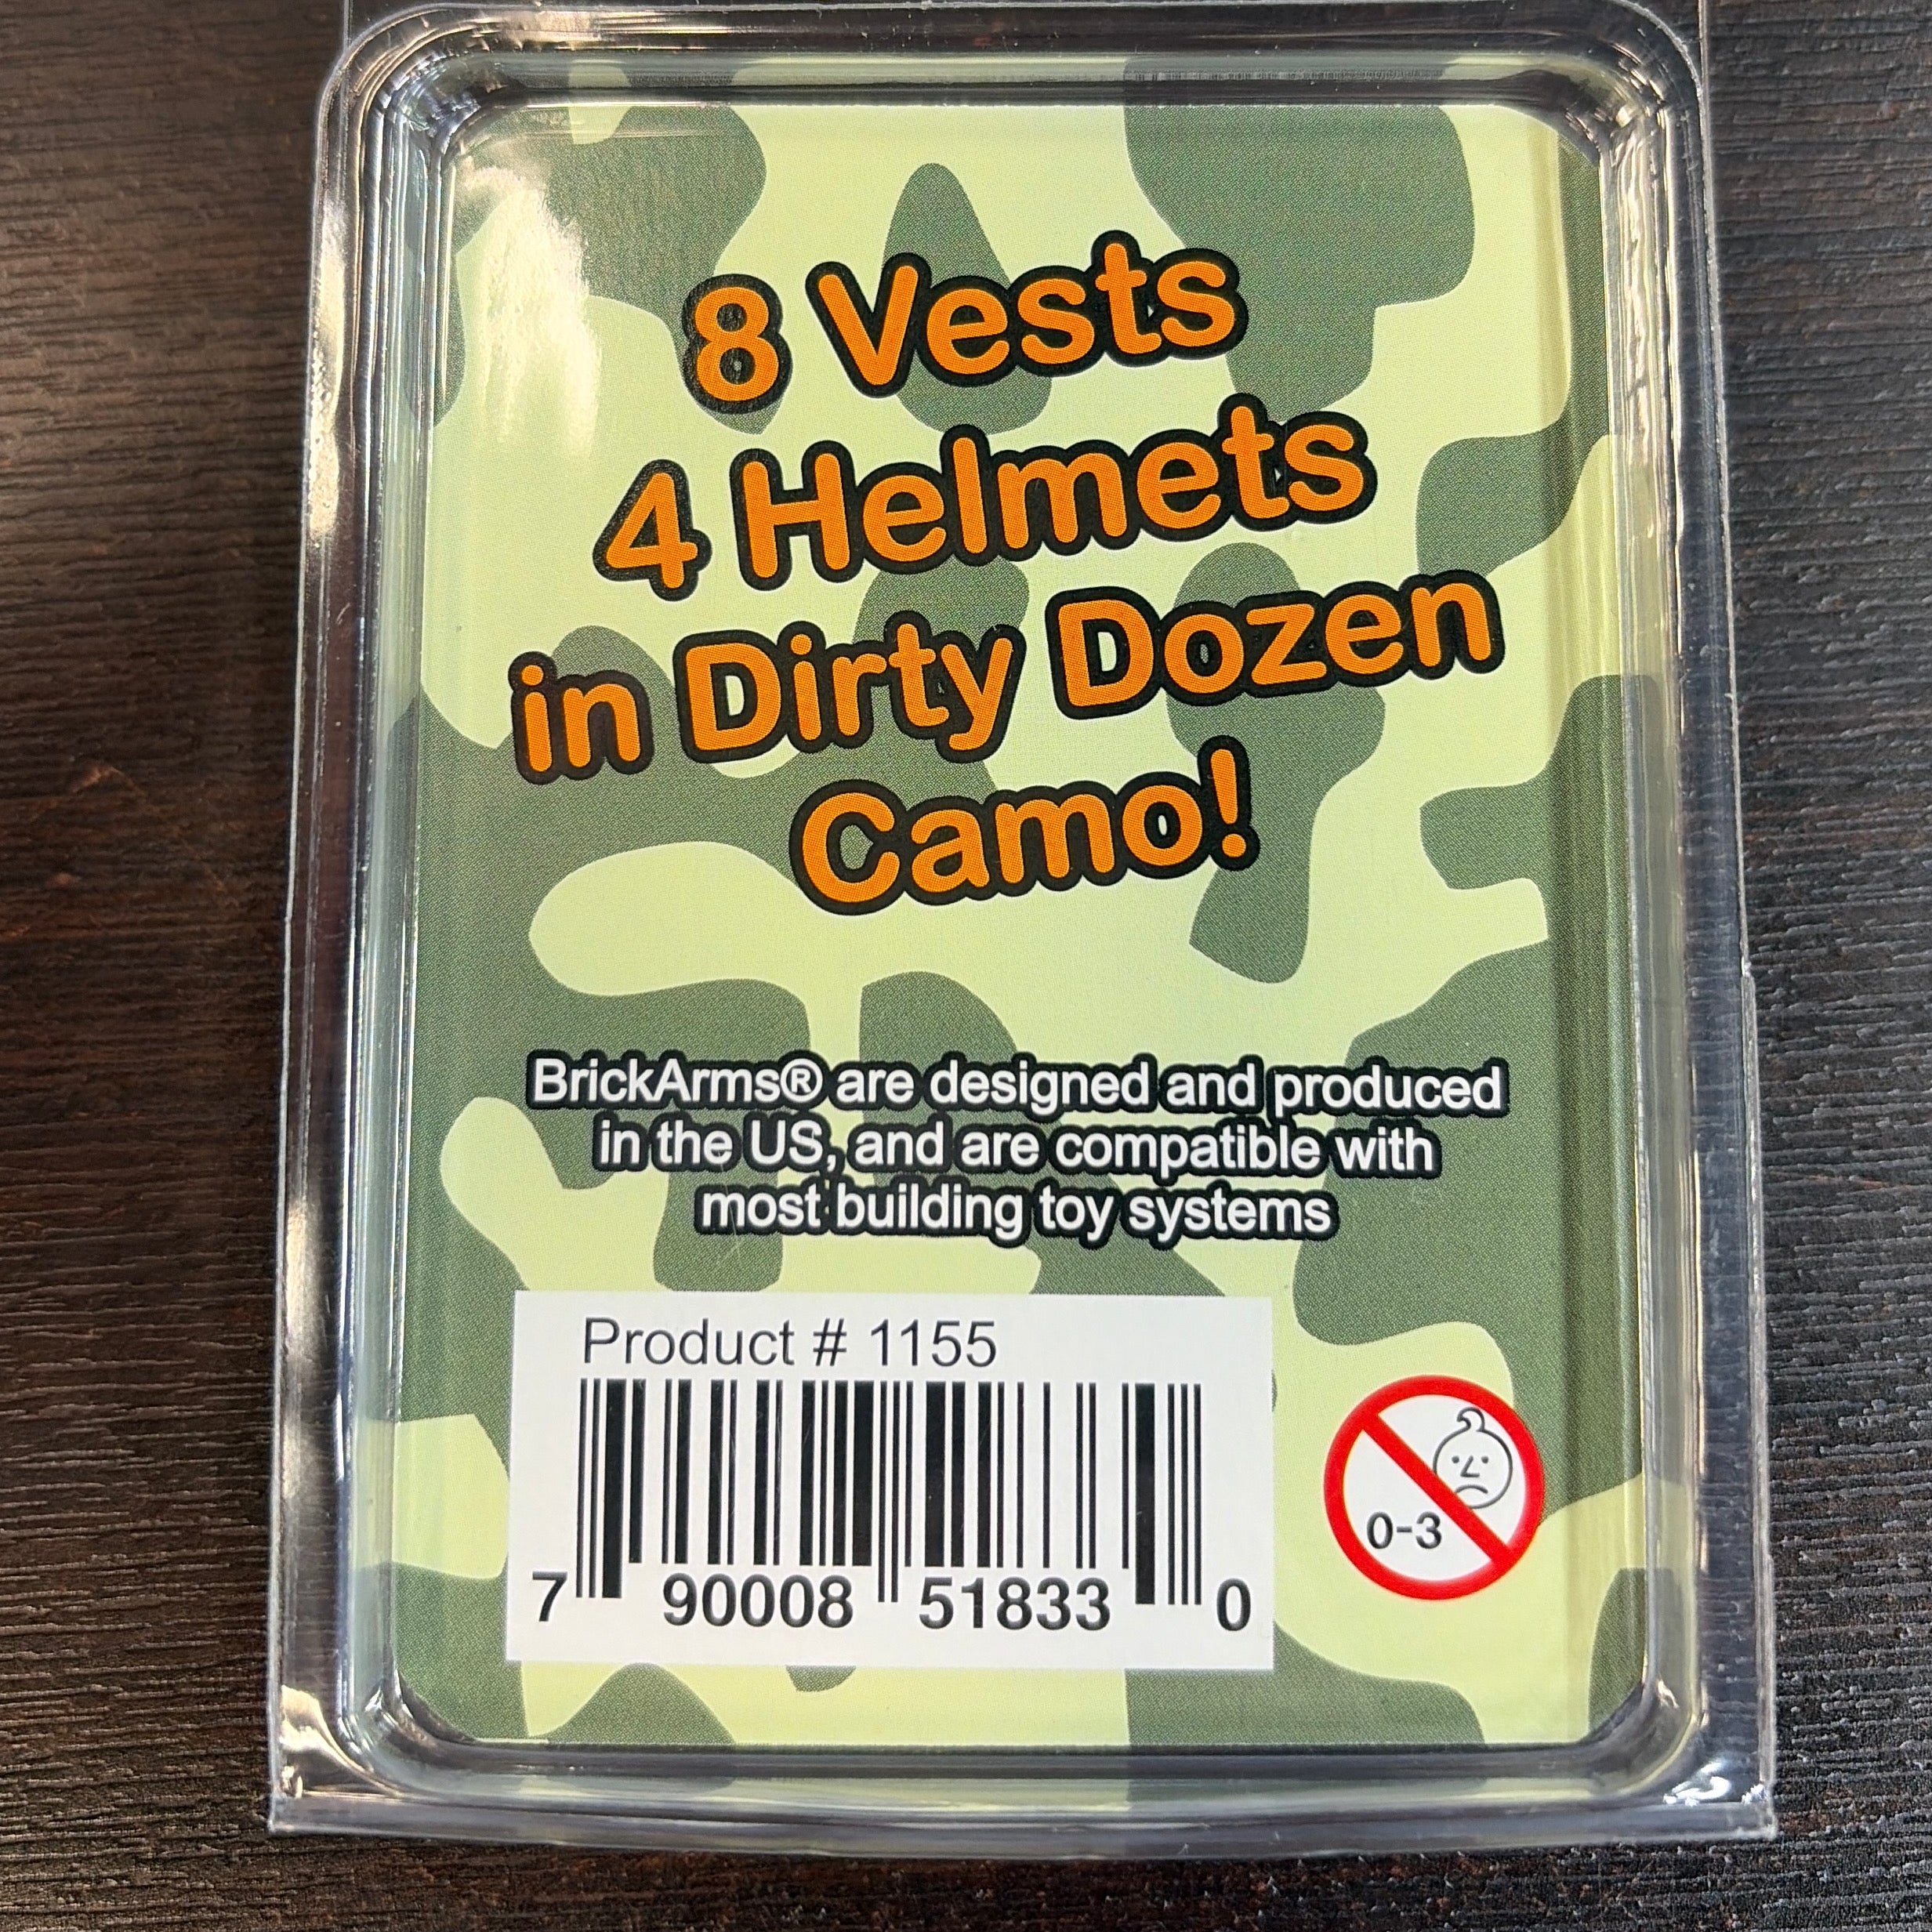 8 Vests
4 Helmets
in Dirty Dozen
Camo!
BrickArms® are designed and produced
in the US, and are compatible with
most building toy systems
Product # 1155
7 90008 51833 0
0-3